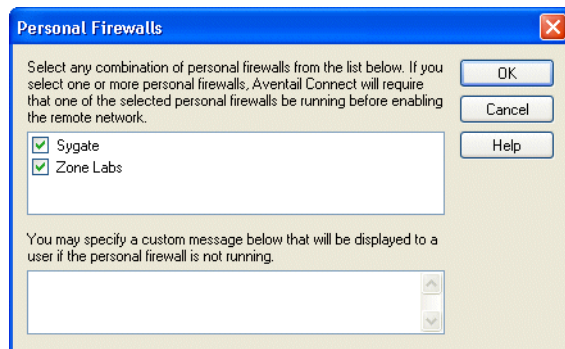 Personal Firewalls
Select any combination of personal firewalls from the list below. If you
select one or more personal firewalls, Aventail Connect will require
that one of the selected personal firewalls be running before enabling
the remote network.
OK
Cancel
Help
Sygate
Zone Labs
You may specify a custom message below that will be displayed to a
user if the personal firewall is not running.